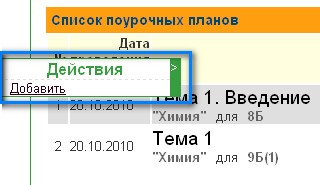 Список поурочных планов
Дата
Действия >
Добавить
1 20.10.2010 Тема 1. Введение
"Химия" для 8Б
2 20.10.2010 Тема 1
"Химия" для 9Б(1)